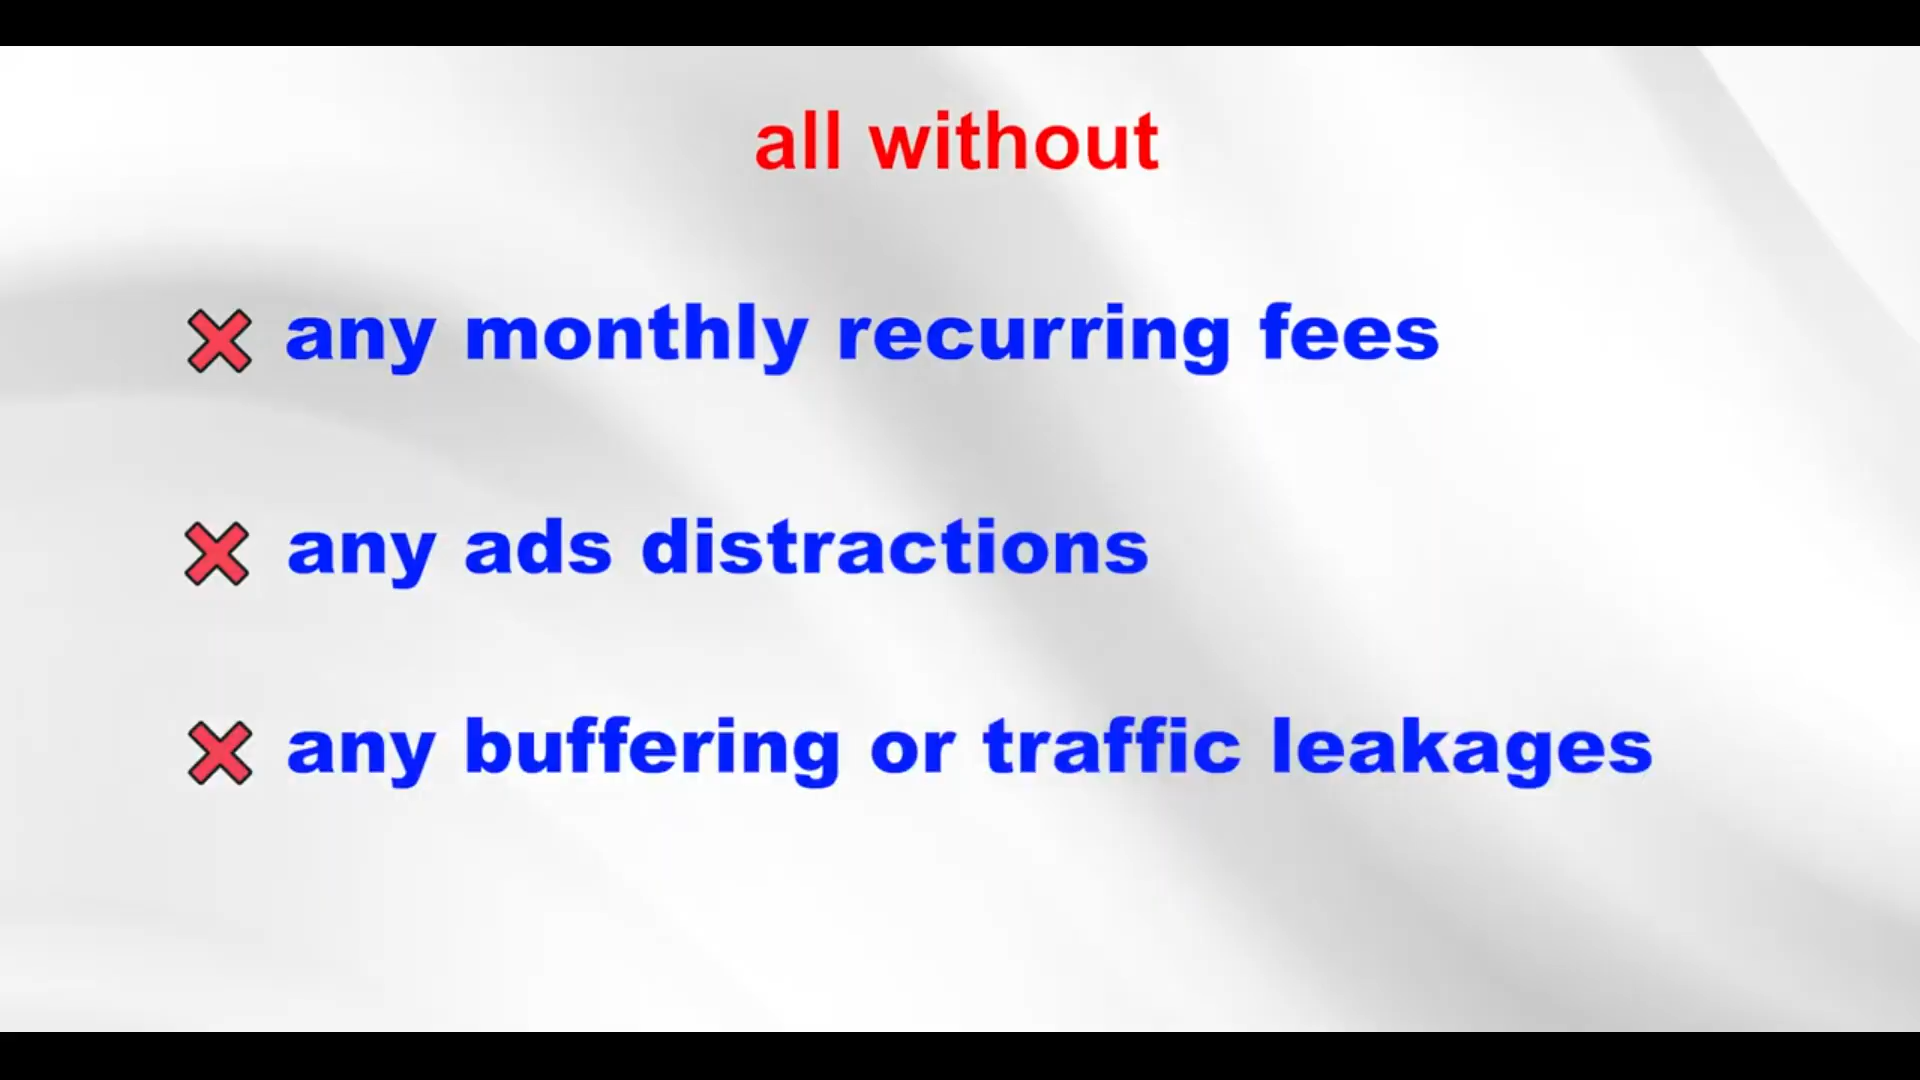 all without
any monthly recurring fees
any ads distractions
any buffering or traffic leakages